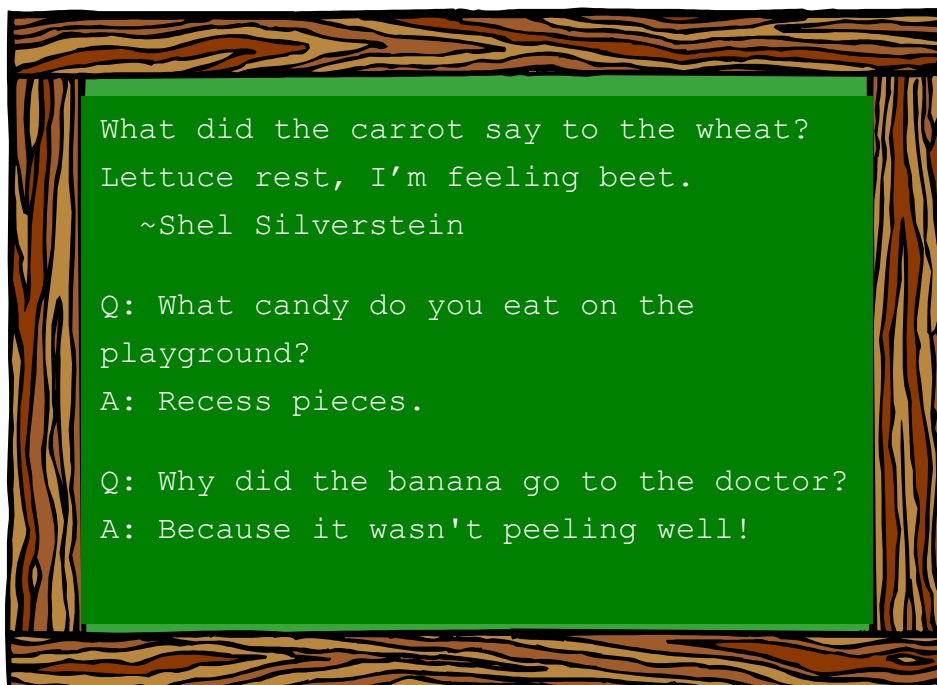 What did the carrot say to the wheat?
Lettuce rest, I’m feeling beet.
~Shel Silverstein
Q: What candy do you eat on the
playground?
A: Recess pieces.
Q: Why did the banana go to the doctor?
A: Because it wasn't peeling well!